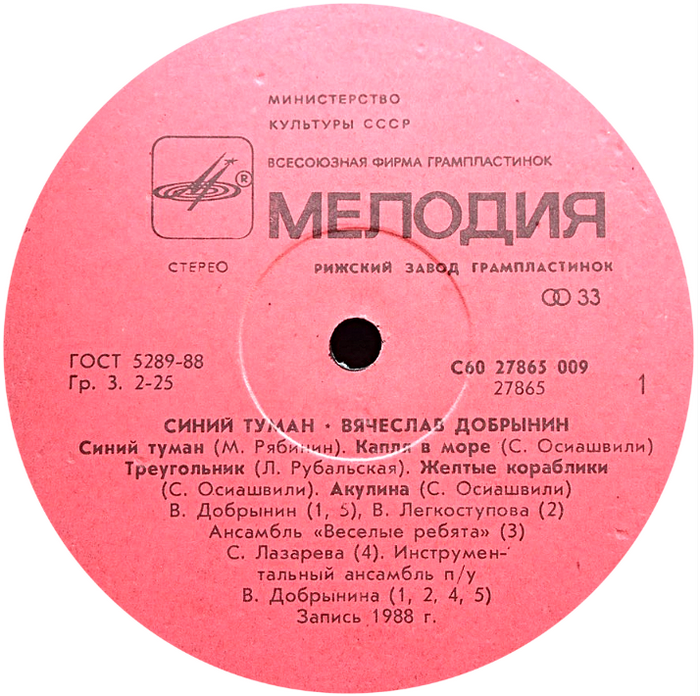 МИНИСТЕРСТВО
КУЛЬТУРЫ СССР
ВСЕСОЮЗНАЯ ФИРМА ГРАМПЛАСТИНОК
®
МЕЛОДИЯ
СТЕРЕО
РИЖСКИЙ ЗАВОД ГРАМПЛАСТИНОК
33
ГОСТ 5289-88
Гр. 3. 2-25
С60 27865 009
27865
1
СИНИЙ ТУМАН · ВЯЧЕСЛАВ ДОБРЫНИН
Синий туман (М. Рябинин). Капля в море (С. Осиашвили)
Треугольник (Л. Рубальская). Желтые кораблики
(С. Осиашвили). Акулина (С. Осиашвили)
В. Добрынин (1, 5), В. Легкоступова (2)
Ансамбль «Веселые ребята» (3)
С. Лазарева (4). Инструмен-
тальный ансамбль п/у
В. Добрынина (1, 2, 4, 5)
Запись 1988 г.